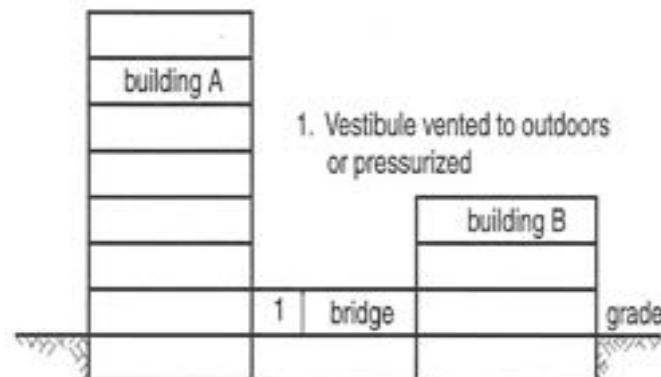 building A
1. Vestibule vented to outdoors
or pressurized
building B
1 bridge grade